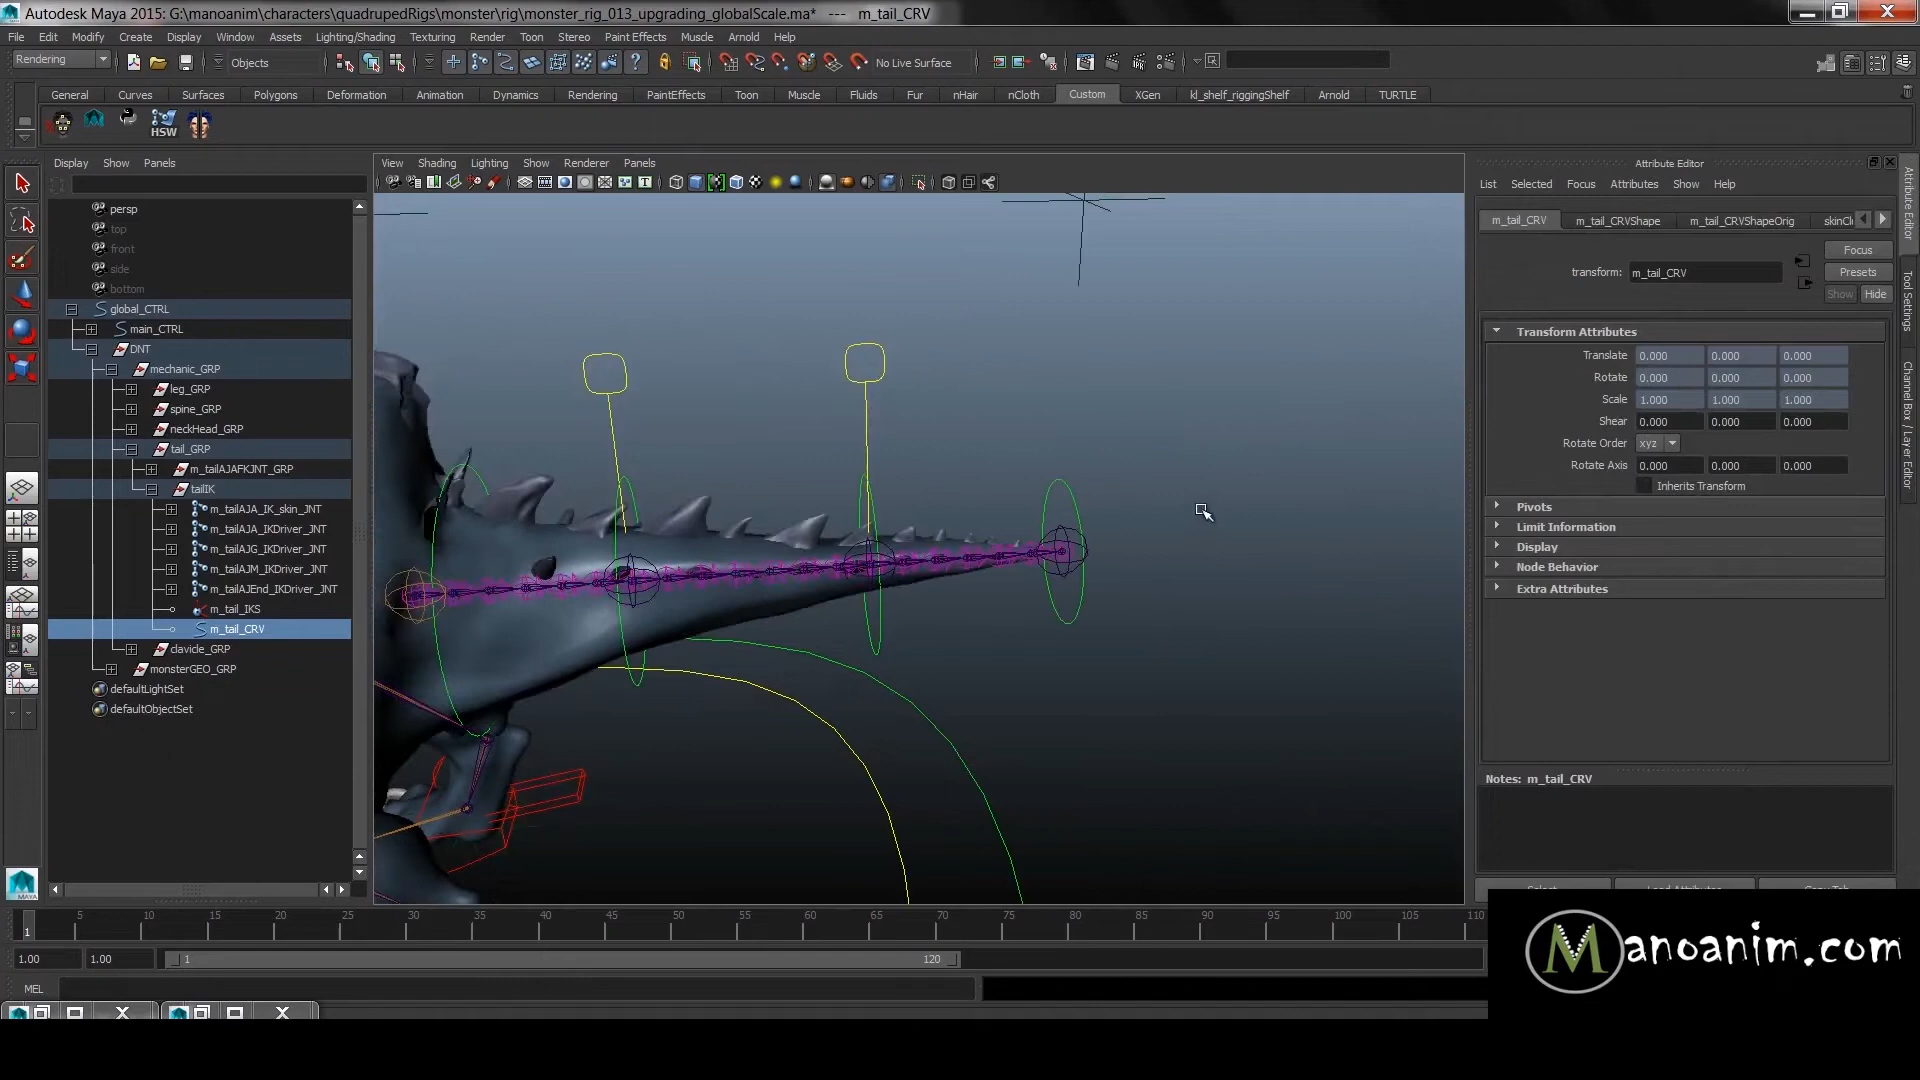 Autodesk Maya 2015: G:\manoanim\characters\quadrupedRigs\monster\rig\monster_rig_013_upgrading_globalScale.ma*   ---   m_tail_CRV
File Edit Modify Create Display Window Assets Lighting/Shading Texturing Render Toon Stereo Paint Effects Muscle Arnold Help
Rendering Objects No Live Surface
General Curves Surfaces Polygons Deformation Animation Dynamics Rendering PaintEffects Toon Muscle Fluids Fur nHair nCloth Custom XGen kl_shelf_riggingShelf Arnold TURTLE
HSW
Display Show Panels
View Shading Lighting Show Renderer Panels
persp
top
front
side
bottom
global_CTRL
main_CTRL
DNT
mechanic_GRP
leg_GRP
spine_GRP
neckHead_GRP
tail_GRP
m_tailAJAFKJNT_GRP
tailIK
m_tailAJA_IK_skin_JNT
m_tailAJA_IKDriver_JNT
m_tailAJG_IKDriver_JNT
m_tailAJM_IKDriver_JNT
m_tailAJEnd_IKDriver_JNT
m_tail_IKS
m_tail_CRV
clavicle_GRP
monsterGEO_GRP
defaultLightSet
defaultObjectSet
Attribute Editor
List Selected Focus Attributes Show Help
m_tail_CRV m_tail_CRVShape m_tail_CRVShapeOrig skinCl
Focus
transform: m_tail_CRV Presets
Show Hide
Transform Attributes
Translate 0.000 0.000 0.000
Rotate 0.000 0.000 0.000
Scale 1.000 1.000 1.000
Shear 0.000 0.000 0.000
Rotate Order xyz
Rotate Axis 0.000 0.000 0.000
Inherits Transform
Pivots
Limit Information
Display
Node Behavior
Extra Attributes
Notes: m_tail_CRV
Attribute Editor
Tool Settings
Channel Box / Layer Editor
MAYA
5 10 15 20 25 30 35 40 45 50 55 60 65 70 75 80 85 90 95 100 105 110
1
1.00 1.00 1 120
MEL
Manoanim.com